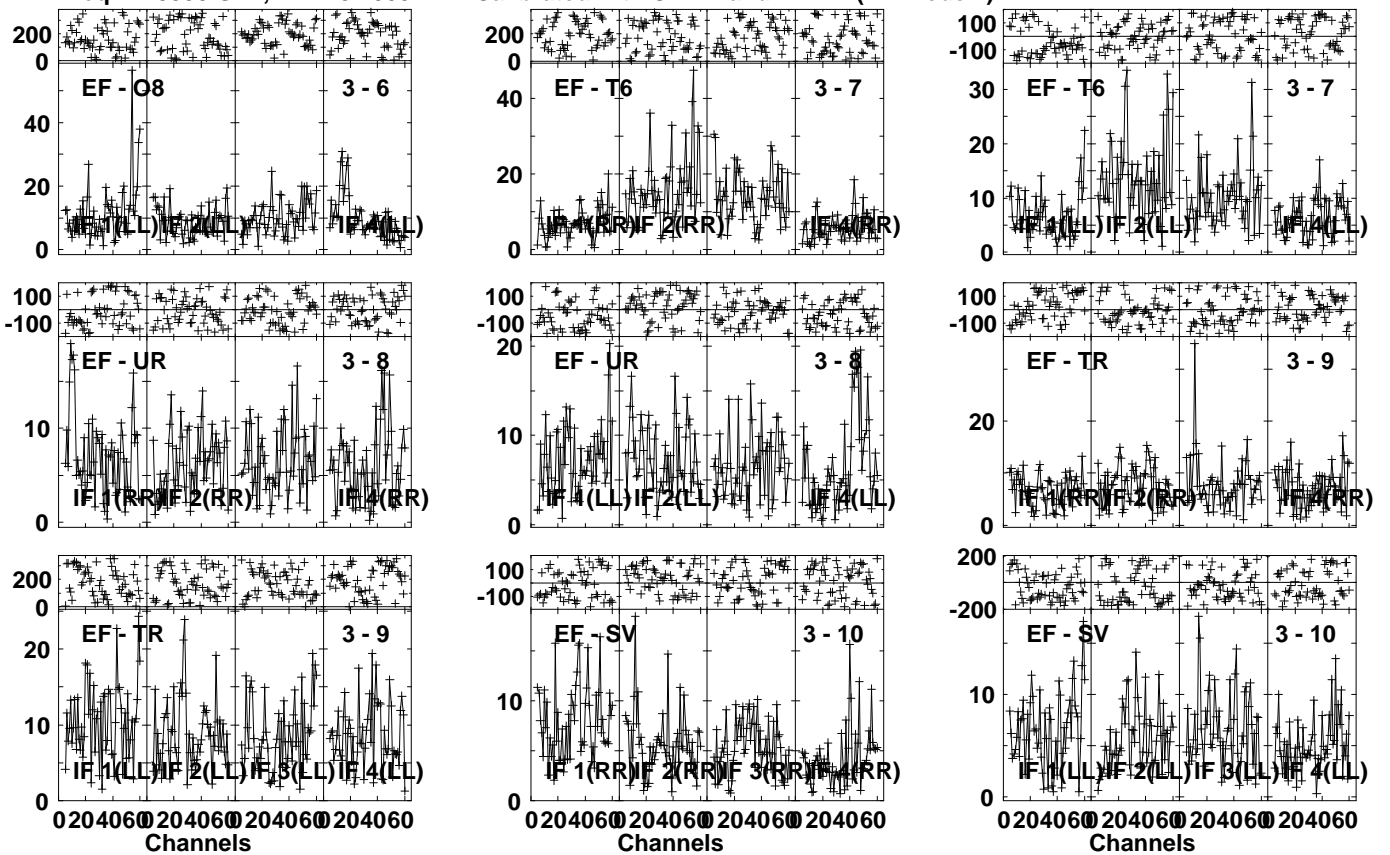 200
0
EF - O8 3 - 6
40
20
0
IF 1(LL) IF 2(LL) IF 4(LL)
200
0
EF - T6 3 - 7
40
20
0
IF 1(RR) IF 2(RR) IF 4(RR)
100
-100
EF - T6 3 - 7
30
20
10
0
IF 1(LL) IF 2(LL) IF 4(LL)
100
-100
EF - UR 3 - 8
10
0
IF 1(RR) IF 2(RR) IF 4(RR)
100
-100
EF - UR 3 - 8
20
10
0
IF 1(LL) IF 2(LL) IF 4(LL)
100
-100
EF - TR 3 - 9
20
0
IF 1(RR) IF 2(RR) IF 4(RR)
200
0
EF - TR 3 - 9
20
10
0
IF 1(LL) IF 2(LL) IF 3(LL) IF 4(LL)
0 20 40 60 0 20 40 60 0 20 40 60 0 20 40 60
Channels
100
-100
EF - SV 3 - 10
10
0
IF 1(RR) IF 2(RR) IF 3(RR) IF 4(RR)
0 20 40 60 0 20 40 60 0 20 40 60 0 20 40 60
Channels
200
-200
EF - SV 3 - 10
10
0
IF 1(LL) IF 2(LL) IF 3(LL) IF 4(LL)
0 20 40 60 0 20 40 60 0 20 40 60 0 20 40 60
Channels